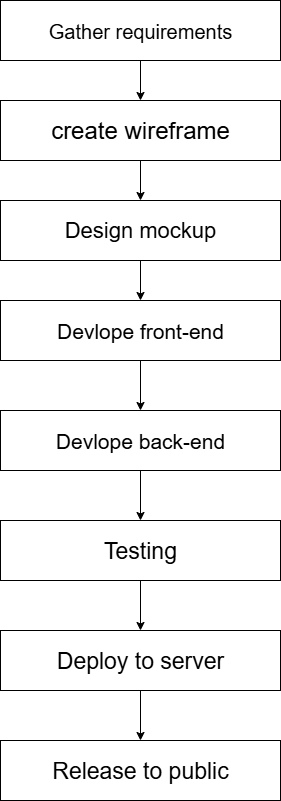 Gather requirements
create wireframe
Design mockup
Devlope front-end
Devlope back-end
Testing
Deploy to server
Release to public